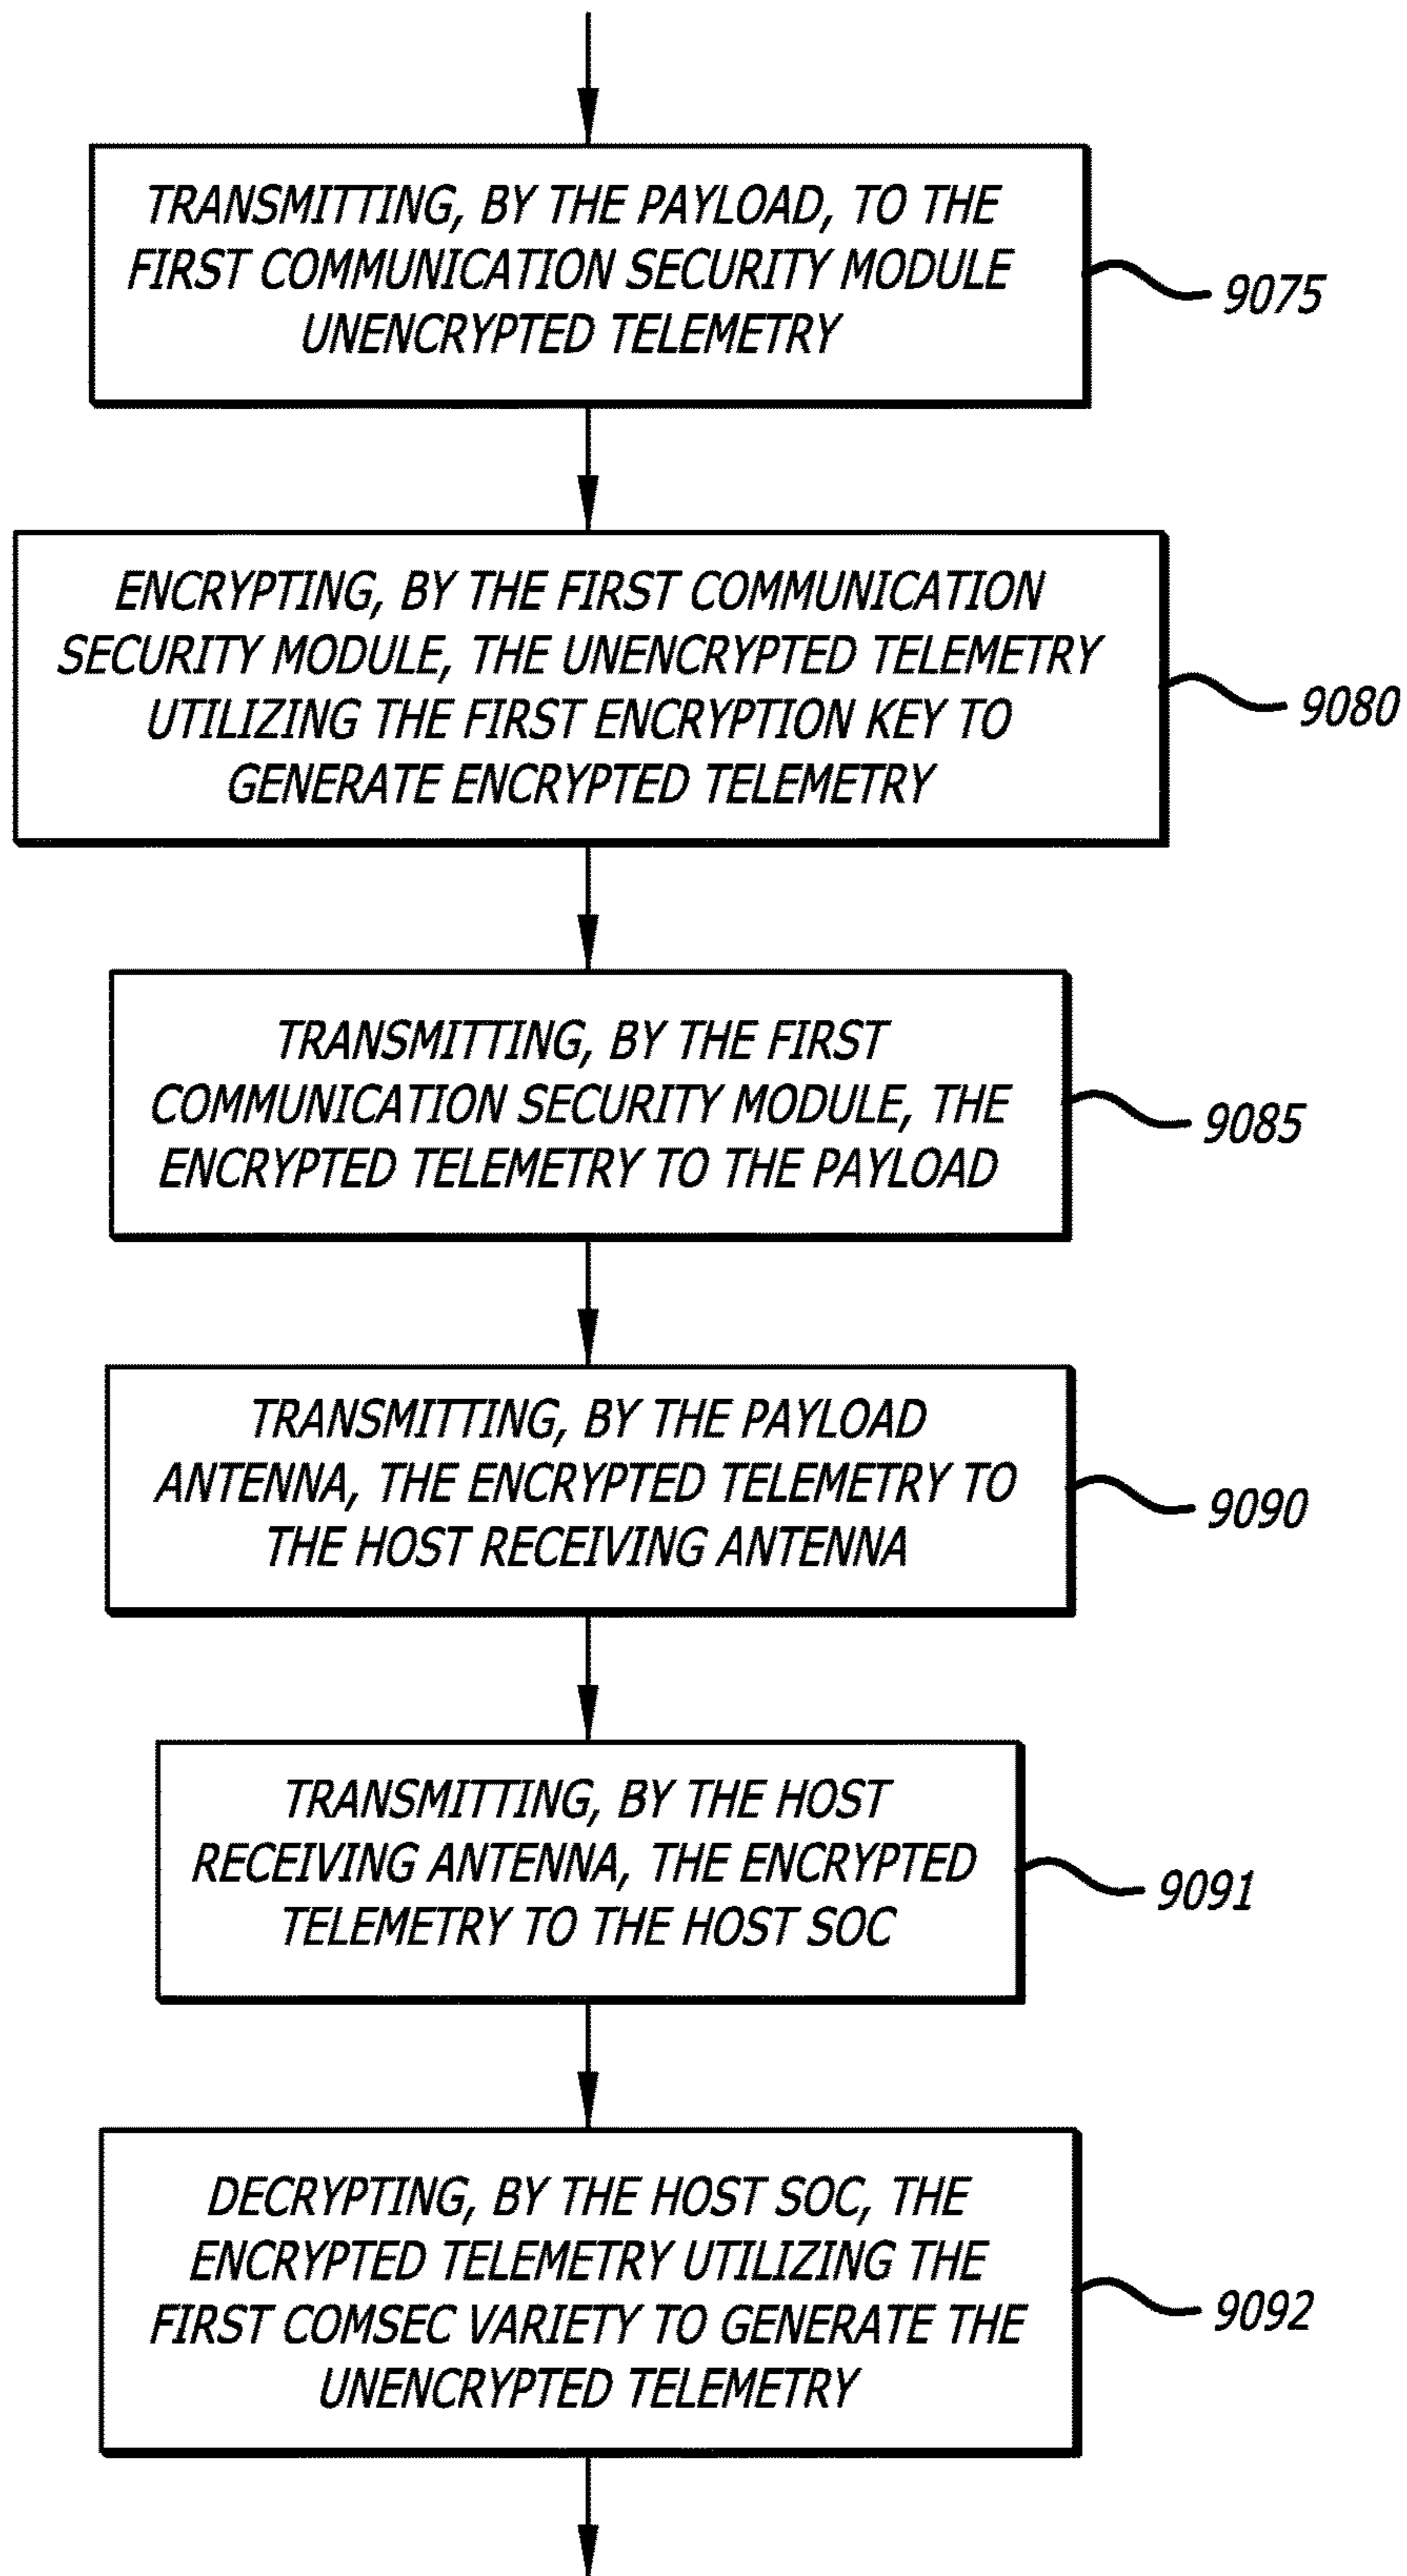 TRANSMITTING, BY THE PAYLOAD, TO THE
FIRST COMMUNICATION SECURITY MODULE
UNENCRYPTED TELEMETRY
9075
ENCRYPTING, BY THE FIRST COMMUNICATION
SECURITY MODULE, THE UNENCRYPTED TELEMETRY
UTILIZING THE FIRST ENCRYPTION KEY TO
GENERATE ENCRYPTED TELEMETRY
9080
TRANSMITTING, BY THE FIRST
COMMUNICATION SECURITY MODULE, THE
ENCRYPTED TELEMETRY TO THE PAYLOAD
9085
TRANSMITTING, BY THE PAYLOAD
ANTENNA, THE ENCRYPTED TELEMETRY TO
THE HOST RECEIVING ANTENNA
9090
TRANSMITTING, BY THE HOST
RECEIVING ANTENNA, THE ENCRYPTED
TELEMETRY TO THE HOST SOC
9091
DECRYPTING, BY THE HOST SOC, THE
ENCRYPTED TELEMETRY UTILIZING THE
FIRST COMSEC VARIETY TO GENERATE THE
UNENCRYPTED TELEMETRY
9092